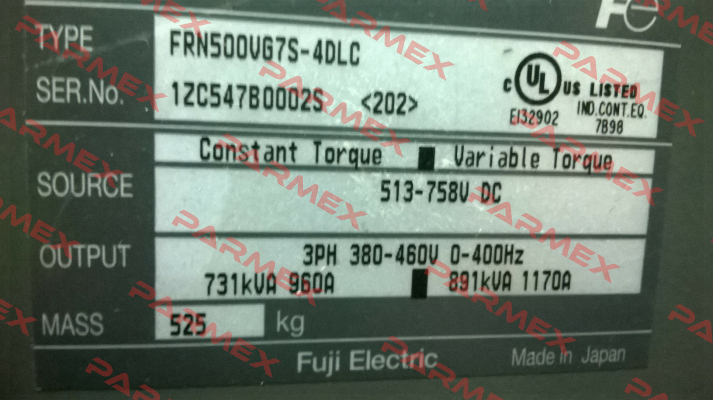 Fe
TYPE FRN500VG7S-4DLC
SER.No. 1ZC547B0002S <202>
C UL US LISTED
E132902 IND.CONT.EQ.
7B98
Constant Torque Variable Torque
SOURCE 513-758V DC
OUTPUT 3PH 380-460V 0-400Hz
731kVA 960A 891kVA 1170A
MASS 525 kg
Fuji Electric Made in Japan
PARMEX